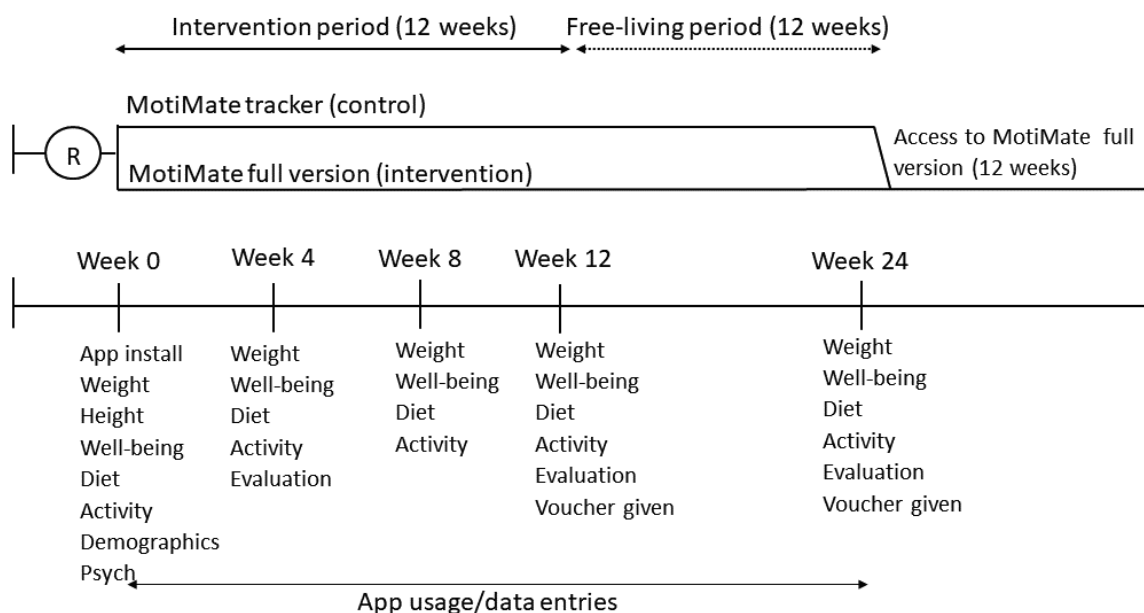 Intervention period (12 weeks)
Free-living period (12 weeks)
MotiMate tracker (control)
R
MotiMate full version (intervention)
Access to MotiMate full
version (12 weeks)
Week 0
Week 4
Week 8
Week 12
Week 24
App install
Weight
Height
Well-being
Diet
Activity
Demographics
Psych
Weight
Well-being
Diet
Activity
Evaluation
Weight
Well-being
Diet
Activity
Weight
Well-being
Diet
Activity
Evaluation
Voucher given
Weight
Well-being
Diet
Activity
Evaluation
Voucher given
App usage/data entries